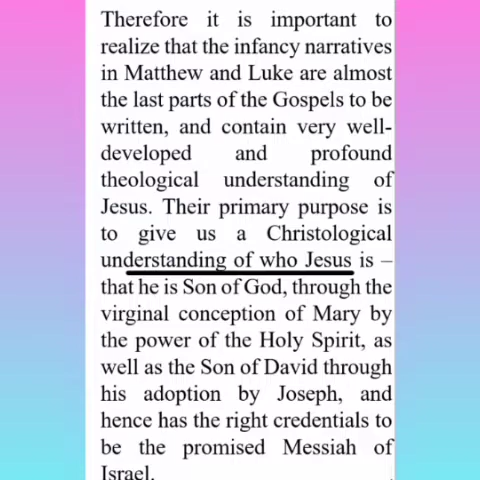 Therefore it is important to
realize that the infancy narratives
in Matthew and Luke are almost
the last parts of the Gospels to be
written, and contain very well-
developed and profound
theological understanding of
Jesus. Their primary purpose is
to give us a Christological
understanding of who Jesus is –
that he is Son of God, through the
virginal conception of Mary by
the power of the Holy Spirit, as
well as the Son of David through
his adoption by Joseph, and
hence has the right credentials to
be the promised Messiah of
Israel.